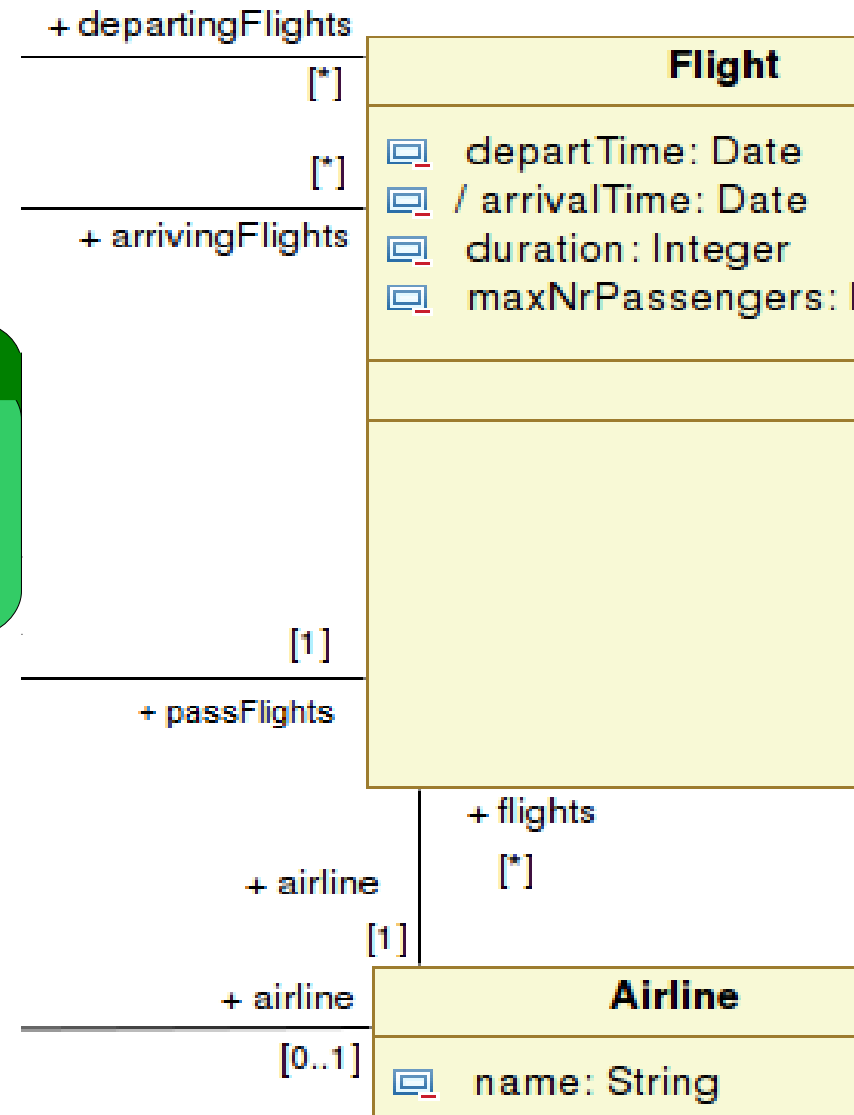 + departingFlights
[*]
Flight
departTime: Date
[*]
/ arrivalTime: Date
+ arrivingFlights
duration: Integer
maxNrPassengers:
[1]
+ passFlights
+ flights
[*]
+ airline
[1]
+ airline
Airline
[0..1]
name: String